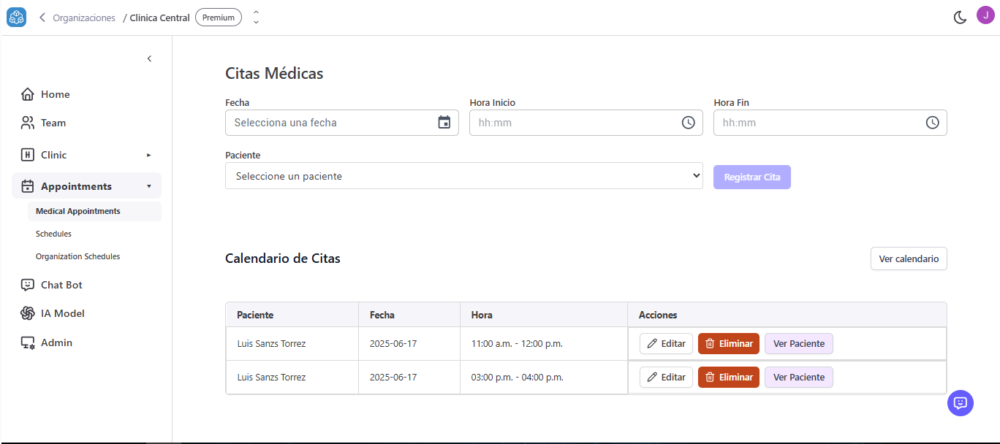 Organizaciones / Clinica Central Premium
J
Citas Médicas
Home
Team
Clinic
Appointments
Medical Appointments
Schedules
Organization Schedules
Chat Bot
IA Model
Admin
Fecha Hora Inicio Hora Fin
Selecciona una fecha hh:mm hh:mm
Paciente
Seleccione un paciente Registrar Cita
Calendario de Citas Ver calendario
Paciente Fecha Hora Acciones
Luis Sanzs Torrez 2025-06-17 11:00 a.m. - 12:00 p.m. Editar Eliminar Ver Paciente
Luis Sanzs Torrez 2025-06-17 03:00 p.m. - 04:00 p.m. Editar Eliminar Ver Paciente